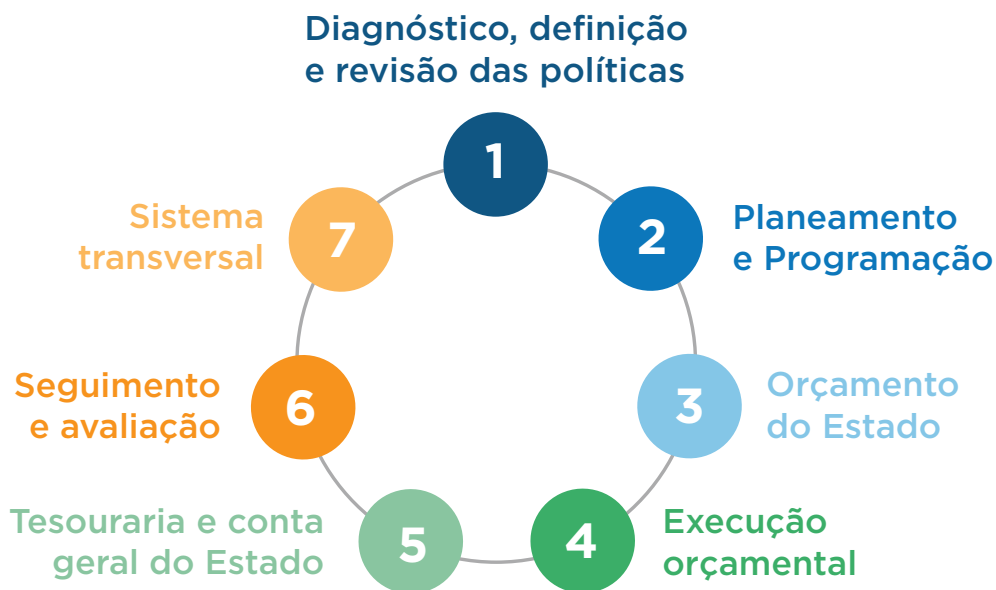 Diagnóstico, definição
e revisão das políticas
1
2
Planeamento
e Programação
3
Orçamento
do Estado
4
Execução
orçamental
5
Tesouraria e conta
geral do Estado
6
Seguimento
e avaliação
7
Sistema
transversal